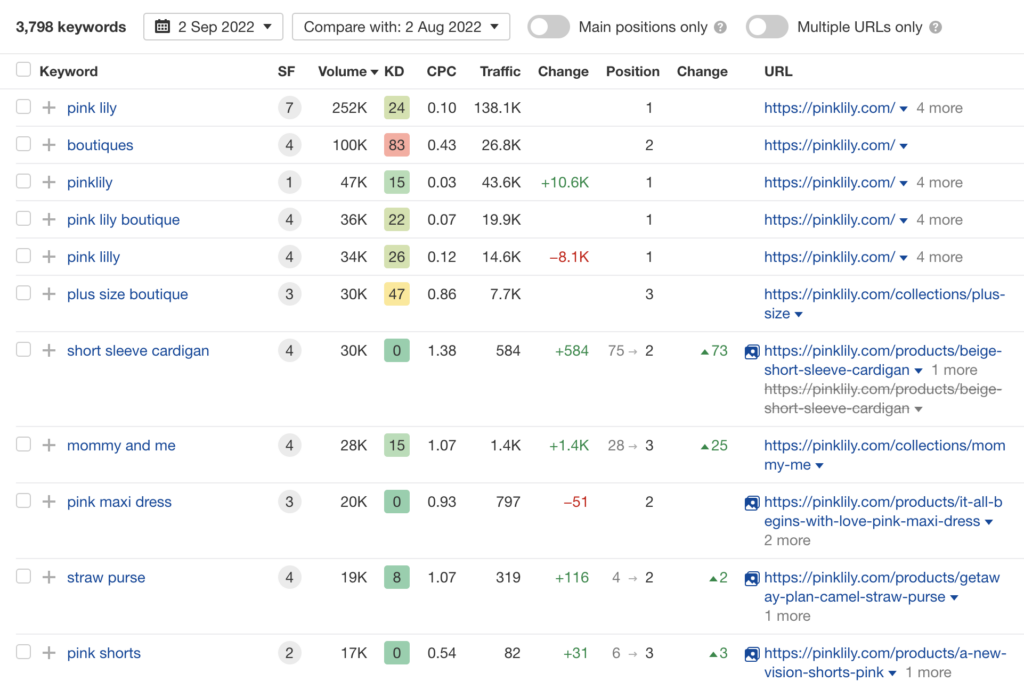 3,798 keywords 2 Sep 2022 Compare with: 2 Aug 2022 Main positions only ? Multiple URLs only ?
Keyword SF Volume KD CPC Traffic Change Position Change URL
pink lily 7 252K 24 0.10 138.1K 1 https://pinklily.com/ 4 more
boutiques 4 100K 83 0.43 26.8K 2 https://pinklily.com/
pinklily 1 47K 15 0.03 43.6K +10.6K 1 https://pinklily.com/ 4 more
pink lily boutique 4 36K 22 0.07 19.9K 1 https://pinklily.com/ 4 more
pink lilly 4 34K 26 0.12 14.6K −8.1K 1 https://pinklily.com/ 4 more
plus size boutique 3 30K 47 0.86 7.7K 3 https://pinklily.com/collections/plus-
size
short sleeve cardigan 4 30K 0 1.38 584 +584 75 → 2 ▲73 https://pinklily.com/products/beige-
short-sleeve-cardigan 1 more
https://pinklily.com/products/beige-
short-sleeve-cardigan
mommy and me 4 28K 15 1.07 1.4K +1.4K 28 → 3 ▲25 https://pinklily.com/collections/mom
my-me
pink maxi dress 3 20K 0 0.93 797 −51 2 https://pinklily.com/products/it-all-b
egins-with-love-pink-maxi-dress
2 more
straw purse 4 19K 8 1.07 319 +116 4 → 2 ▲2 https://pinklily.com/products/getaw
ay-plan-camel-straw-purse
1 more
pink shorts 2 17K 0 0.54 82 +31 6 → 3 ▲3 https://pinklily.com/products/a-new-
vision-shorts-pink 1 more